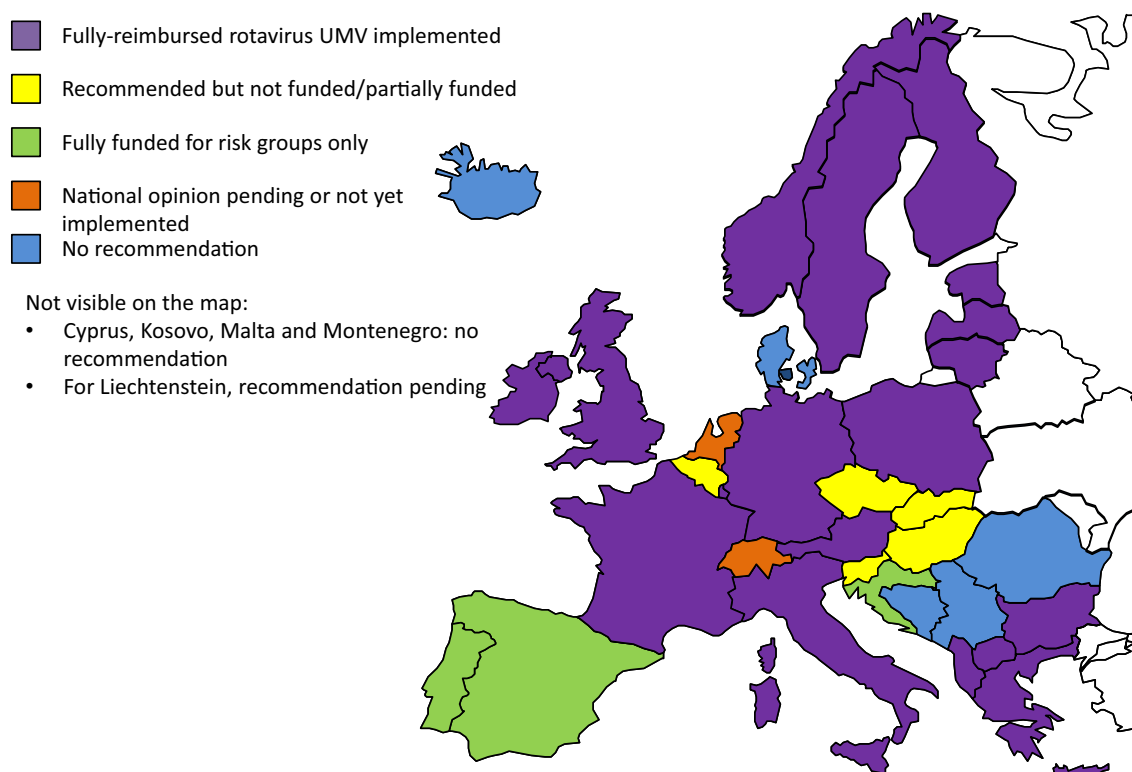 Fully-reimbursed rotavirus UMV implemented
Recommended but not funded/partially funded
Fully funded for risk groups only
National opinion pending or not yet
implemented
No recommendation
Not visible on the map:
• Cyprus, Kosovo, Malta and Montenegro: no
recommendation
• For Liechtenstein, recommendation pending